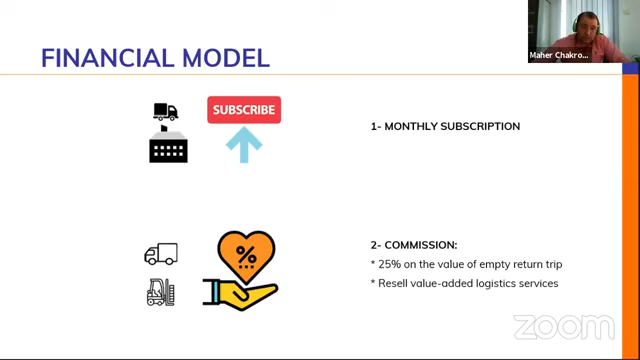 Maher Chakro...
FINANCIAL MODEL
SUBSCRIBE
1- MONTHLY SUBSCRIPTION
%
2- COMMISSION:
* 25% on the value of empty return trip
* Resell value-added logistics services
zoom